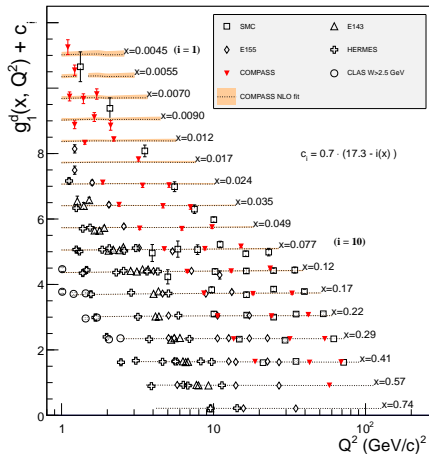 g₁ᵈ(x, Q²) + cᵢ
10
8
6
4
2
0
SMC
E143
E155
HERMES
COMPASS
CLAS W>2.5 GeV
COMPASS NLO fit
cᵢ = 0.7 · (17.3 - i(x) )
x=0.0045 (i = 1)
x=0.0055
x=0.0070
x=0.0090
x=0.012
x=0.017
x=0.024
x=0.035
x=0.049
x=0.077 (i = 10)
x=0.12
x=0.17
x=0.22
x=0.29
x=0.41
x=0.57
x=0.74
1
10
10²
Q² (GeV/c)²